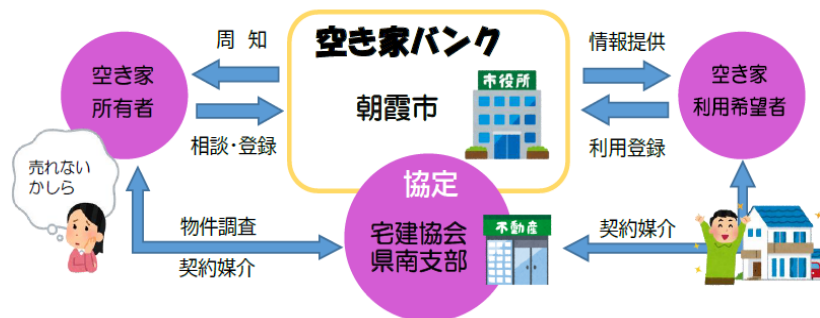 空き家バンク
周 知
情報提供
空き家
所有者
市役所
朝霞市
空き家
利用希望者
相談・登録
利用登録
売れない
かしら
協定
物件調査
宅建協会
県南支部
不動産
契約媒介
契約媒介